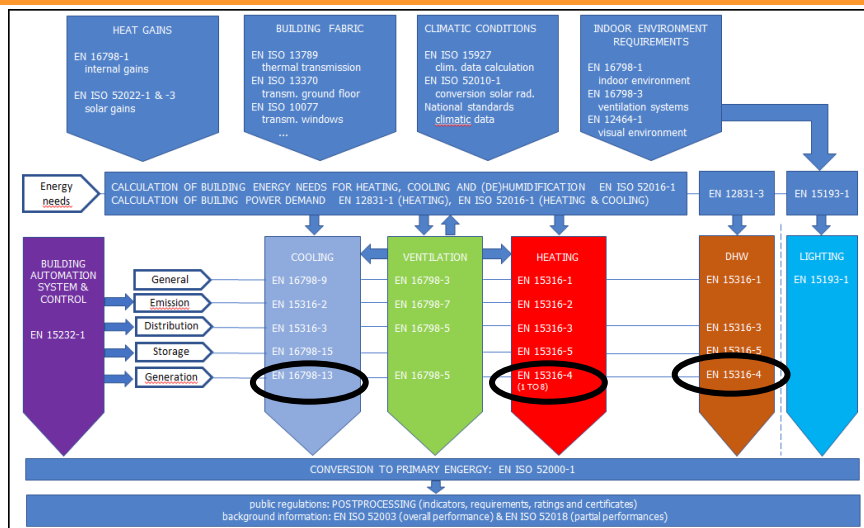 HEAT GAINS
EN 16798-1
internal gains
EN ISO 52022-1 & -3
solar gains
BUILDING FABRIC
EN ISO 13789
thermal transmission
EN ISO 13370
transm. ground floor
EN ISO 10077
transm. windows
...
CLIMATIC CONDITIONS
EN ISO 15927
clim. data calculation
EN ISO 52010-1
conversion solar rad.
National standards
climatic data
INDOOR ENVIRONMENT
REQUIREMENTS
EN 16798-1
indoor environment
EN 16798-3
ventilation systems
EN 12464-1
visual environment
Energy
needs
CALCULATION OF BUILDING ENERGY NEEDS FOR HEATING, COOLING AND (DE)HUMIDIFICATION EN ISO 52016-1
CALCULATION OF BUILING POWER DEMAND EN 12831-1 (HEATING), EN ISO 52016-1 (HEATING & COOLING)
EN 12831-3
EN 15193-1
BUILDING
AUTOMATION
SYSTEM &
CONTROL
EN 15232-1
General
Emission
Distribution
Storage
Generation
COOLING
EN 16798-9
EN 15316-2
EN 15316-3
EN 16798-15
EN 16798-13
VENTILATION
EN 16798-3
EN 16798-7
EN 16798-5
EN 16798-5
HEATING
EN 15316-1
EN 15316-2
EN 15316-3
EN 15316-5
EN 15316-4
(1 TO 8)
DHW
EN 15316-1
EN 15316-3
EN 15316-5
EN 15316-4
LIGHTING
EN 15193-1
CONVERSION TO PRIMARY ENGERGY: EN ISO 52000-1
public regulations: POSTPROCESSING (indicators, requirements, ratings and certificates)
background information: EN ISO 52003 (overall performance) & EN ISO 52018 (partial performances)